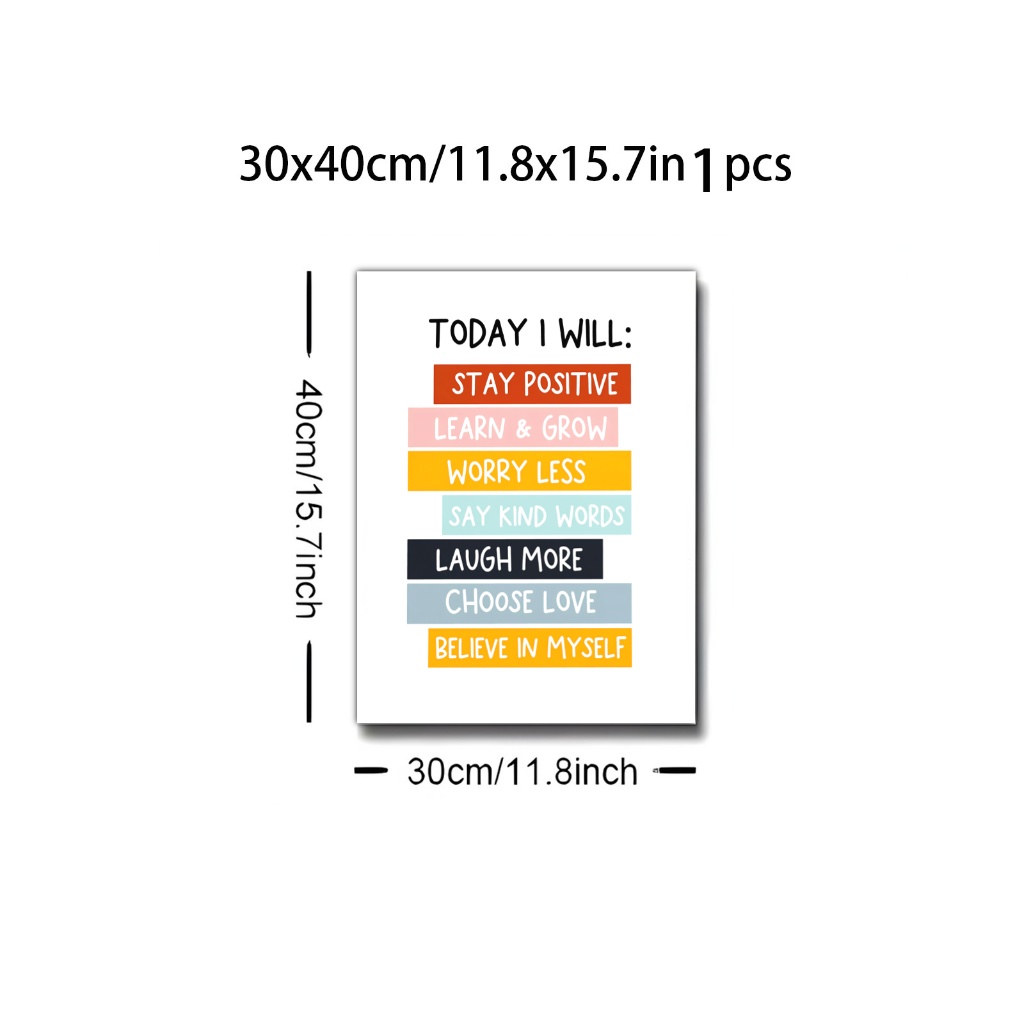 30x40cm/11.8x15.7in 1 pcs
TODAY I WILL:
STAY POSITIVE
LEARN & GROW
WORRY LESS
SAY KIND WORDS
LAUGH MORE
CHOOSE LOVE
BELIEVE IN MYSELF
40cm/15.7inch
30cm/11.8inch